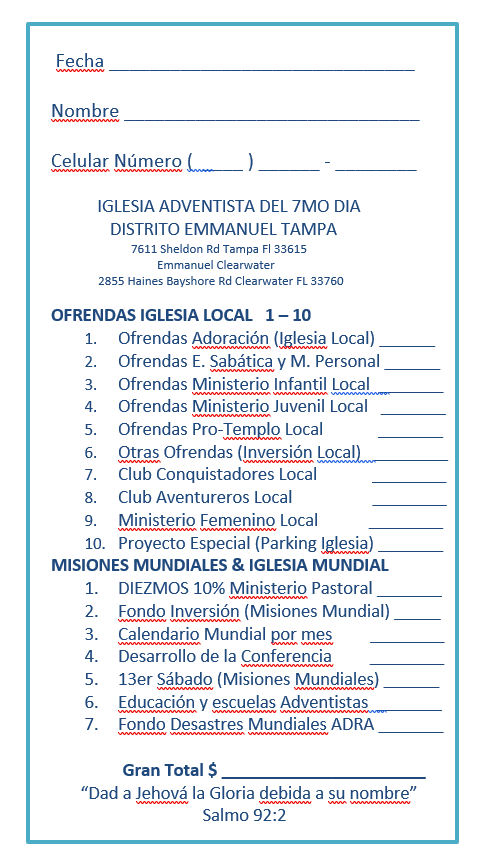 Fecha ______________________________
Nombre _____________________________
Celular Número ( _____ ) ______ - ________
IGLESIA ADVENTISTA DEL 7MO DIA
DISTRITO EMMANUEL TAMPA
7611 Sheldon Rd Tampa Fl 33615
Emmanuel Clearwater
2855 Haines Bayshore Rd Clearwater FL 33760
OFRENDAS IGLESIA LOCAL 1 – 10
1. Ofrendas Adoración (Iglesia Local) ______
2. Ofrendas E. Sabática y M. Personal ______
3. Ofrendas Ministerio Infantil Local ________
4. Ofrendas Ministerio Juvenil Local _______
5. Ofrendas Pro-Templo Local _______
6. Otras Ofrendas (Inversión Local) ________
7. Club Conquistadores Local ________
8. Club Aventureros Local ________
9. Ministerio Femenino Local ________
10. Proyecto Especial (Parking Iglesia) _______
MISIONES MUNDIALES & IGLESIA MUNDIAL
1. DIEZMOS 10% Ministerio Pastoral _______
2. Fondo Inversión (Misiones Mundial) _____
3. Calendario Mundial por mes ________
4. Desarrollo de la Conferencia ________
5. 13er Sábado (Misiones Mundiales) ______
6. Educación y escuelas Adventistas ________
7. Fondo Desastres Mundiales ADRA _______
Gran Total $ ______________________
“Dad a Jehová la Gloria debida a su nombre”
Salmo 92:2